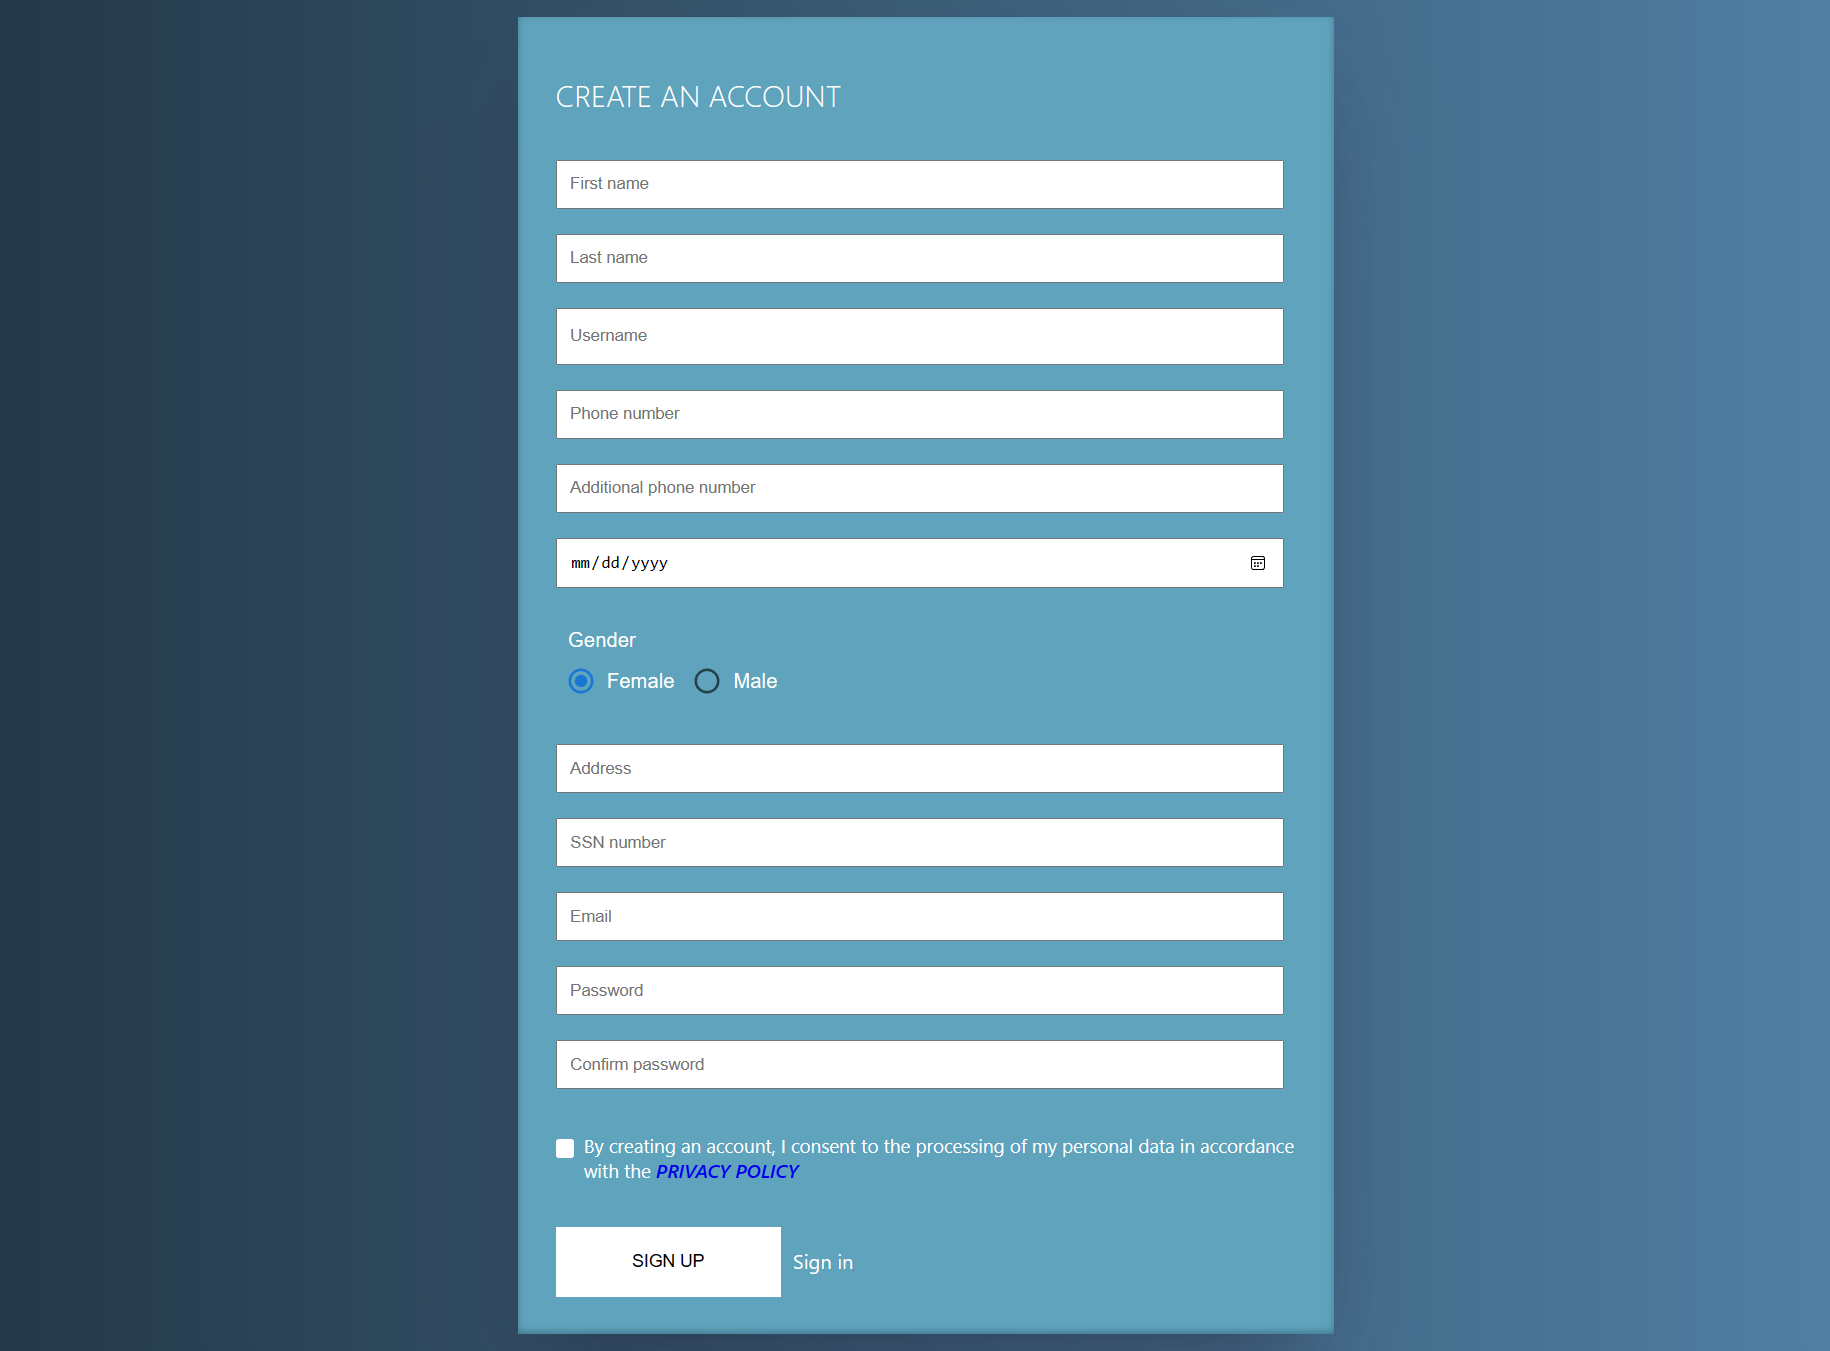 CREATE AN ACCOUNT
First name
Last name
Username
Phone number
Additional phone number
mm/dd/yyyy
Gender
Female Male
Address
SSN number
Email
Password
Confirm password
By creating an account, I consent to the processing of my personal data in accordance
with the PRIVACY POLICY
SIGN UP Sign in